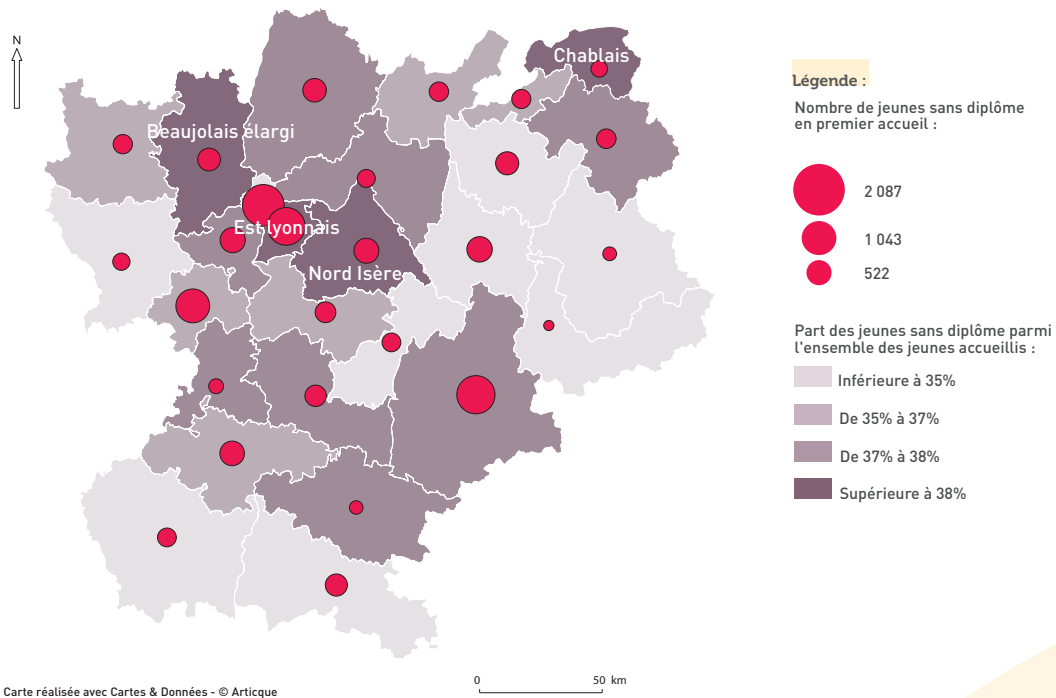 N
Chablais
Beaujolais élargi
Est lyonnais
Nord Isère
Légende :
Nombre de jeunes sans diplôme
en premier accueil :
2 087
1 043
522
Part des jeunes sans diplôme parmi
l'ensemble des jeunes accueillis :
Inférieure à 35%
De 35% à 37%
De 37% à 38%
Supérieure à 38%
0 50 km
Carte réalisée avec Cartes & Données - © Articque